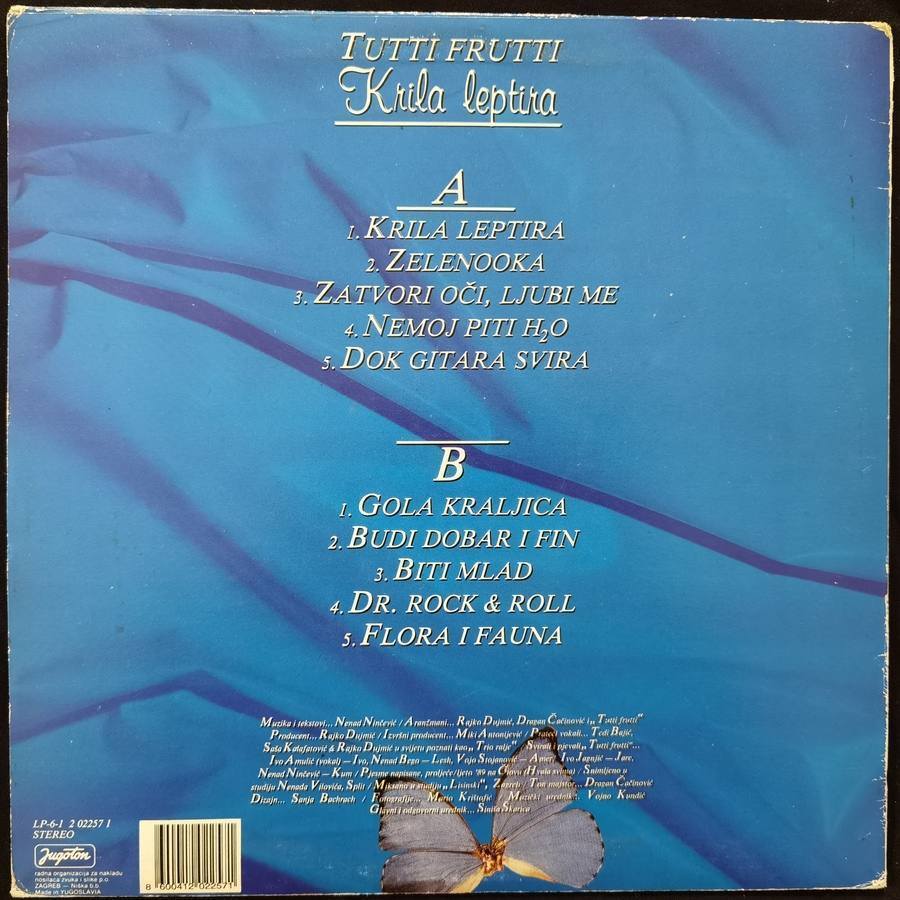 TUTTI FRUTTI
Krila leptira
A
1. KRILA LEPTIRA
2. ZELENOOKA
3. ZATVORI OČI, LJUBI ME
4. NEMOJ PITI H₂O
5. DOK GITARA SVIRA
B
1. GOLA KRALJICA
2. BUDI DOBAR I FIN
3. BITI MLAD
4. DR. ROCK & ROLL
5. FLORA I FAUNA
Muzika i tekstovi... Nenad Ninčević / Aranžmani... Rajko Dujmić, Dragan Čačinović i „Tutti frutti“
Producent... Rajko Dujmić / Izvršni producent... Miki Antonijević / Prateći vokali... Tedi Bajić,
Saša Kalafatović & Rajko Dujmić u svijetu poznati kao „Trio ralje“ Svirali i pjevali „Tutti frutti“...
Ivo Amulić (vokal) – Ivo, Nenad Bego – Lesh, Vojo Stojanović – Amer, Ivo Jagnjić – Jare,
Nenad Ninčević – Kum / Pjesme napisane, proljeće/ljeto '89 na Čiovu (Hvala svima) / Snimljeno u
studiju Nenada Vilovića, Split / Miksano u studiju „Lisinski“, Zagreb / Ton majstor... Dragan Čačinović
Dizajn... Sanja Bachrach / Fotografije... Mario Krištofić / Muzički urednik... Vojno Kundić
Glavni i odgovorni urednik... Siniša Škarica
LP-6-1 2 02257 1
STEREO
Jugoton
radna organizacija za nakladu
nosilaca zvuka i slike p.o.
ZAGREB — Niška b.b.
Made in YUGOSLAVIA
8 600412 022571